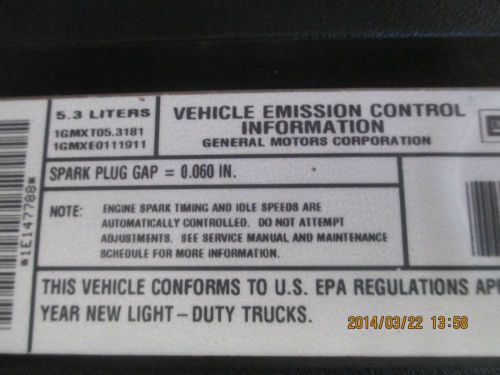 5.3 LITERS
1GMXT05.3181
1GMXE0111911
VEHICLE EMISSION CONTROL
INFORMATION
GENERAL MOTORS CORPORATION
*1E147788*
SPARK PLUG GAP = 0.060 IN.
NOTE:
ENGINE SPARK TIMING AND IDLE SPEEDS ARE
AUTOMATICALLY CONTROLLED. DO NOT ATTEMPT
ADJUSTMENTS. SEE SERVICE MANUAL AND MAINTENANCE
SCHEDULE FOR MORE INFORMATION.
THIS VEHICLE CONFORMS TO U.S. EPA REGULATIONS
YEAR NEW LIGHT-DUTY TRUCKS.
2014/03/22 13:58